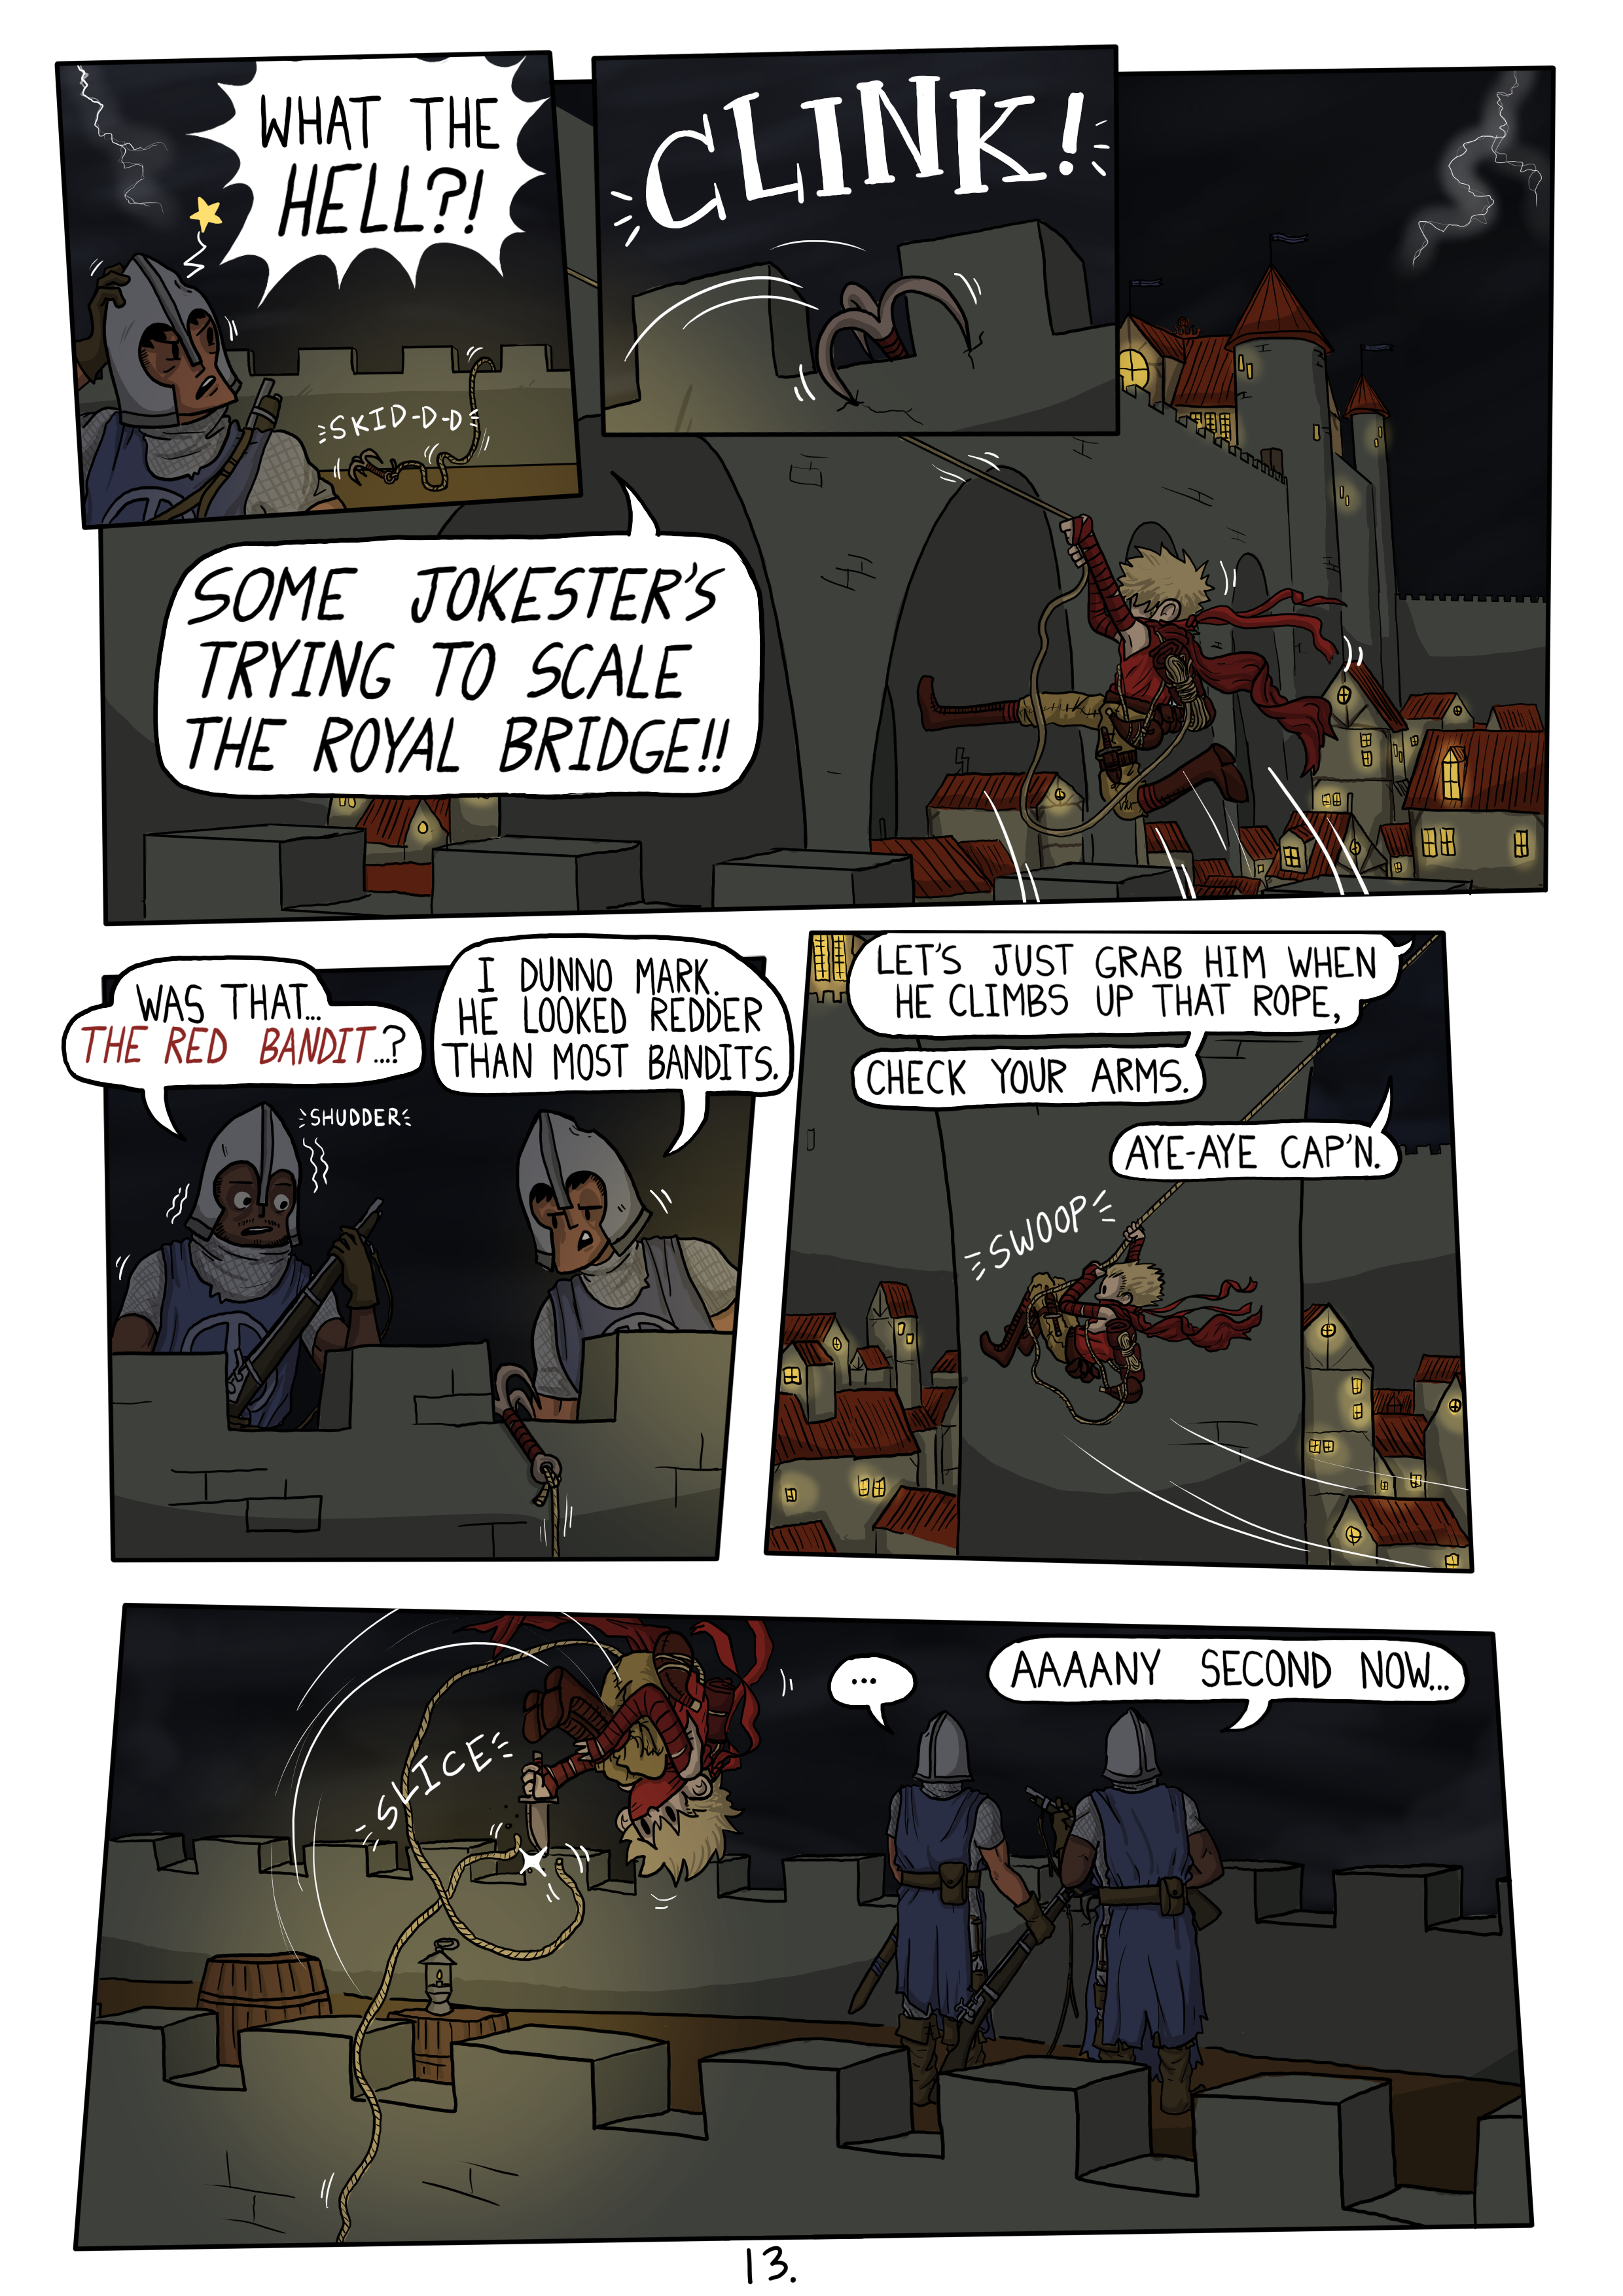 WHAT THE
HELL?!
SKID-D-D
CLINK!
SOME JOKESTER'S
TRYING TO SCALE
THE ROYAL BRIDGE!!
WAS THAT...
THE RED BANDIT...?
I DUNNO MARK.
HE LOOKED REDDER
THAN MOST BANDITS.
SHUDDER
LET'S JUST GRAB HIM WHEN
HE CLIMBS UP THAT ROPE,
CHECK YOUR ARMS.
AYE-AYE CAP'N.
SWOOP
SLICE
...
AAAANY SECOND NOW...
13.